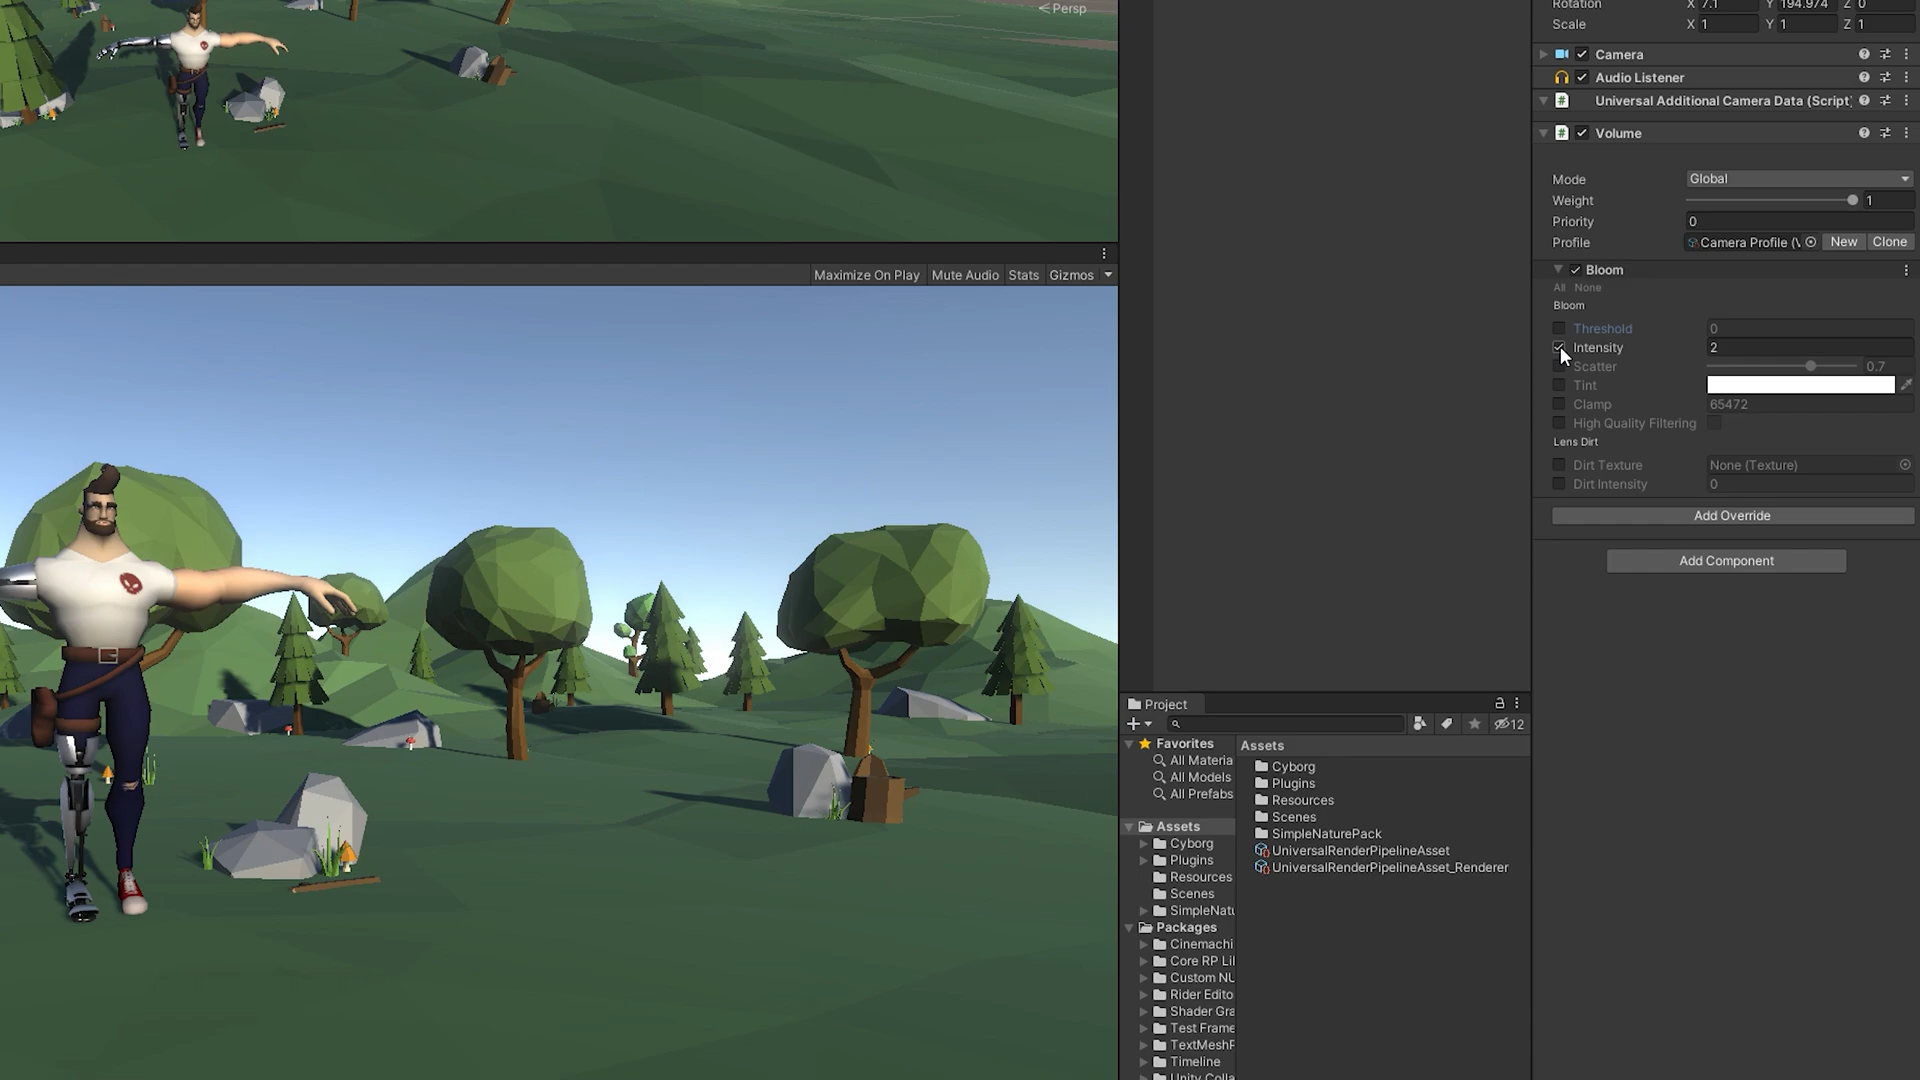 Persp
Maximize On Play
Mute Audio
Stats
Gizmos
Rotation X 7.1 Y 194.974 Z 0
Scale X 1 Y 1 Z 1
Camera
Audio Listener
Universal Additional Camera Data (Script)
Volume
Mode Global
Weight 1
Priority 0
Profile Camera Profile (V New Clone
Bloom
All None
Bloom
Threshold 0
Intensity 2
Scatter 0.7
Tint
Clamp 65472
High Quality Filtering
Lens Dirt
Dirt Texture None (Texture)
Dirt Intensity 0
Add Override
Add Component
Project
12
Favorites
All Materia
All Models
All Prefabs
Assets
Cyborg
Plugins
Resources
Scenes
SimpleNatu
Packages
Cinemachi
Core RP Lil
Custom NU
Rider Edito
Shader Gra
Test Frame
TextMeshP
Timeline
Unity Colla
Assets
Cyborg
Plugins
Resources
Scenes
SimpleNaturePack
UniversalRenderPipelineAsset
UniversalRenderPipelineAsset_Renderer